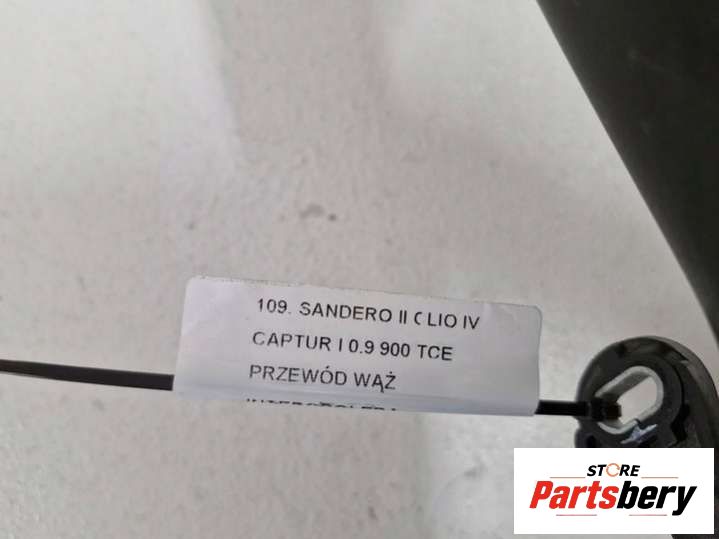 109. SANDERO II CLIO IV
CAPTUR I 0.9 900 TCE
PRZEWÓD WĄŻ
STORE
Partsbery